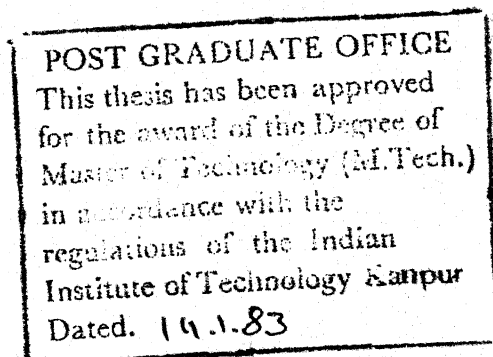 POST GRADUATE OFFICE
This thesis has been approved
for the award of the Degree of
Master of Technology (M.Tech.)
in accordance with the
regulations of the Indian
Institute of Technology Kanpur
Dated. 14.1.83